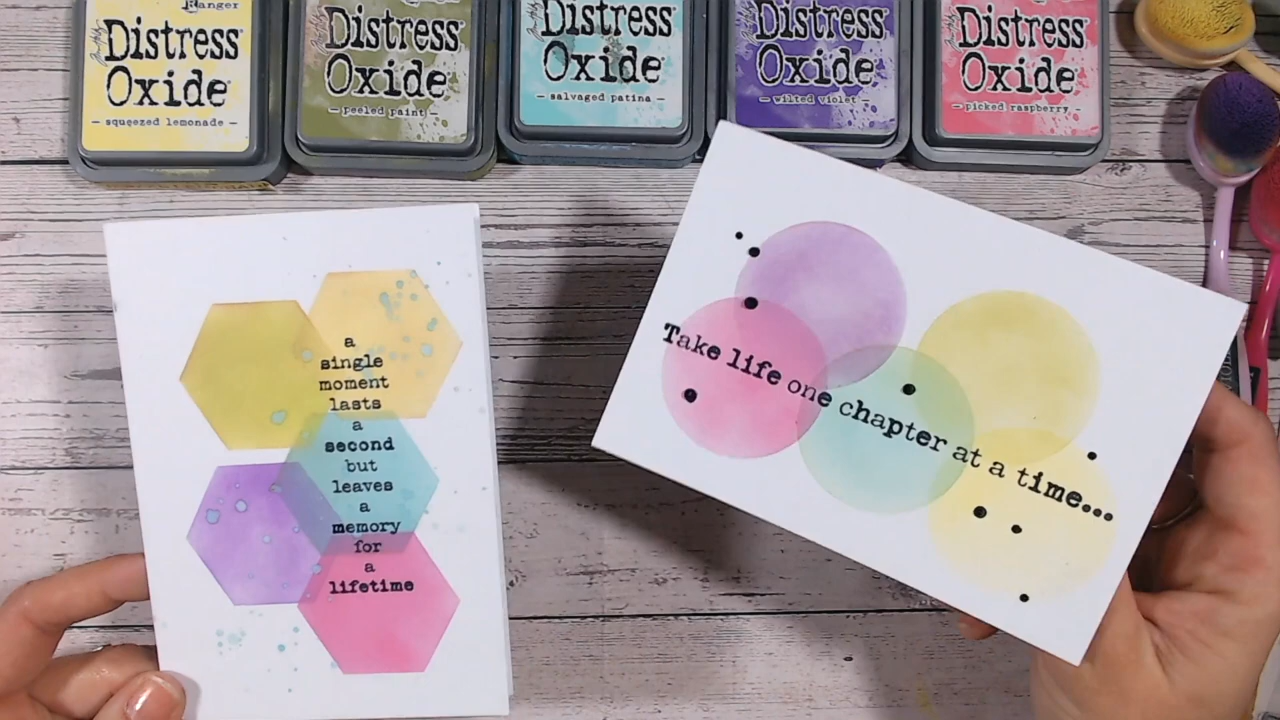 Ranger
Distress
Oxide
squeezed lemonade
Distress
Oxide
peeled paint
Distress
Oxide
salvaged patina
Distress
Oxide
wilted violet
Distress
Oxide
picked raspberry
a
single
moment
lasts
a
second
but
leaves
a
memory
for
a
lifetime
Take life one chapter at a time...